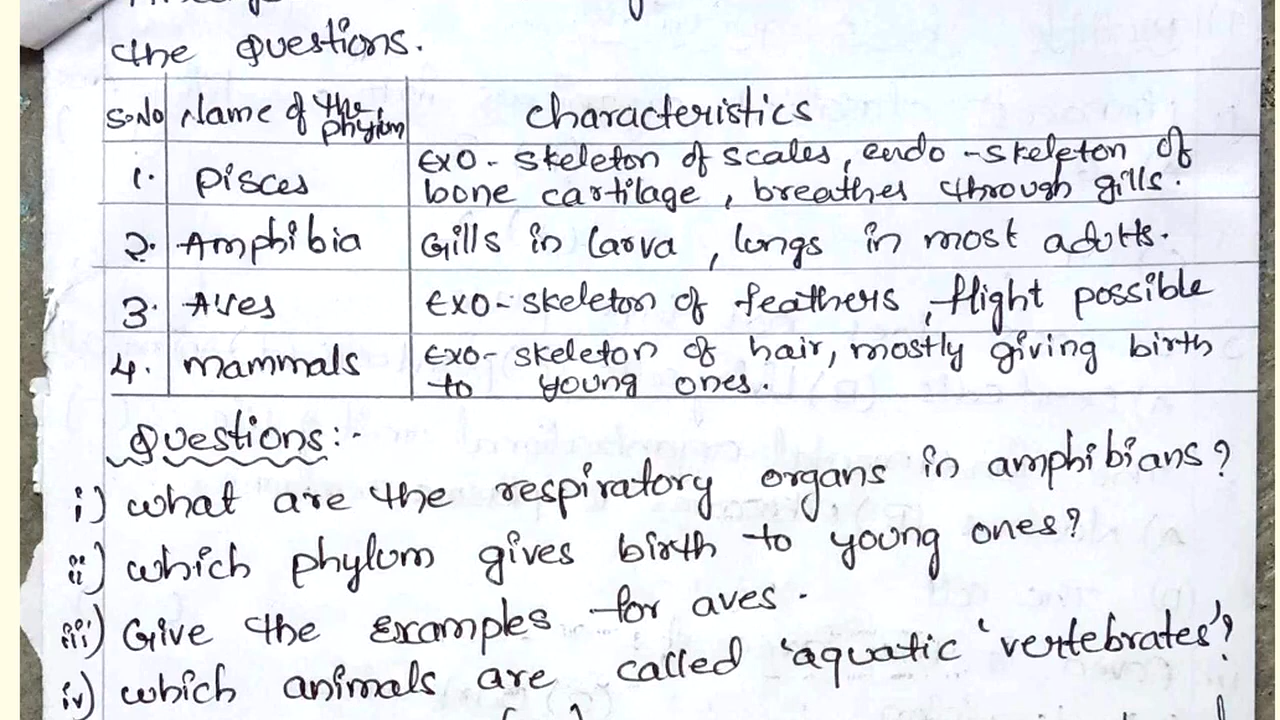 the Questions.
S.No Name of the phylum characteristics
1. Pisces Exo-skeleton of scales, endo-skeleton of bone cartilage, breathes through gills.
2. Amphibia Gills in larva, lungs in most adults.
3. Aves Exo-skeleton of feathers, flight possible
4. Mammals Exo-skeleton of hair, mostly giving birth to young ones.
Questions:-
i) what are the respiratory organs in amphibians?
ii) which phylum gives birth to young ones?
iii) Give the examples for aves.
iv) which animals are called 'aquatic 'vertebrates'?